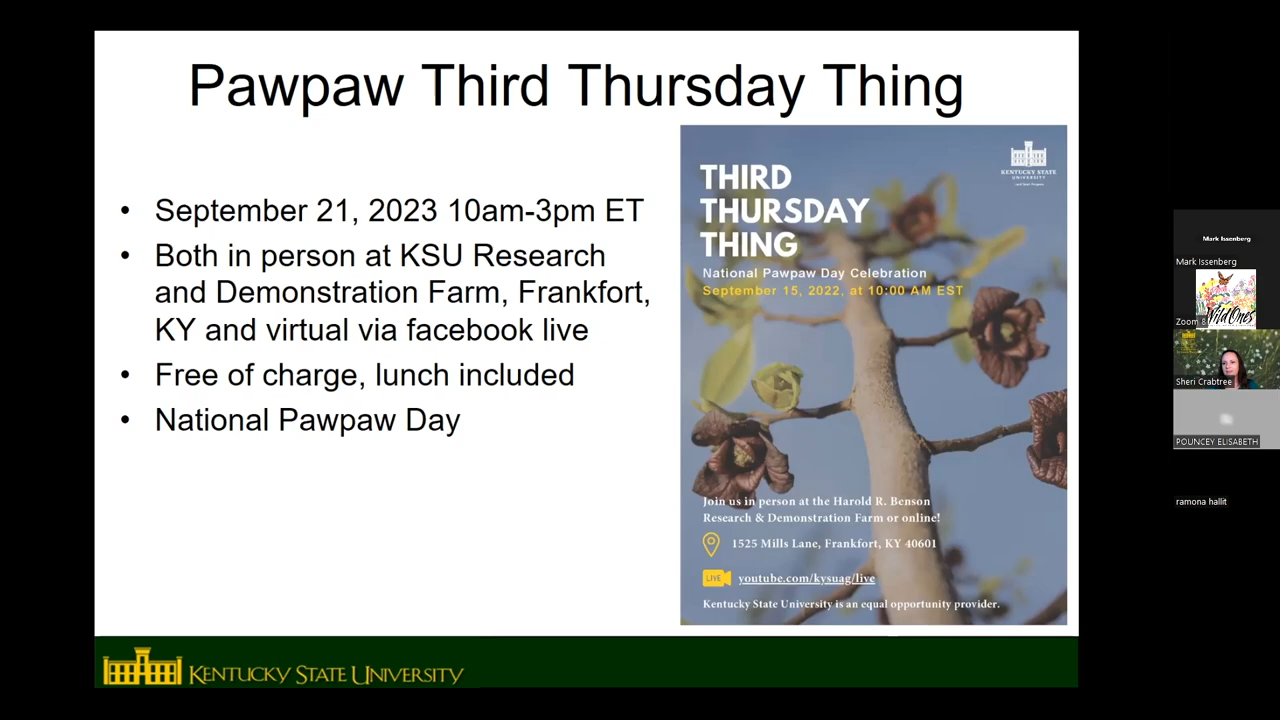 Pawpaw Third Thursday Thing
• September 21, 2023 10am-3pm ET
• Both in person at KSU Research
and Demonstration Farm, Frankfort,
KY and virtual via facebook live
• Free of charge, lunch included
• National Pawpaw Day
KENTUCKY STATE
UNIVERSITY
THIRD
THURSDAY
THING
National Pawpaw Day Celebration
September 15, 2022, at 10:00 AM EST
Join us in person at the Harold R. Benson
Research & Demonstration Farm or online!
1525 Mills Lane, Frankfort, KY 40601
LIVE youtube.com/kysuag/live
Kentucky State University is an equal opportunity provider.
KENTUCKY STATE UNIVERSITY
Mark Issenberg
Mark Issenberg
Wild Ones
Zoom &
Sheri Crabtree
POUNCEY ELISABETH
ramona hallit